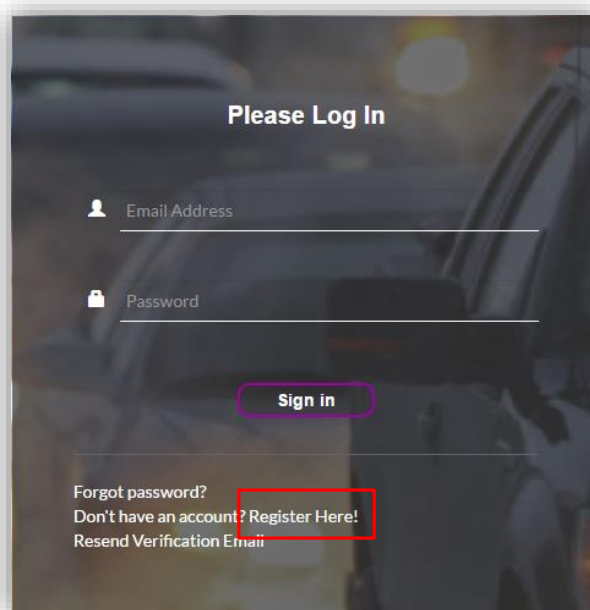 Please Log In
Email Address
Password
Sign in
Forgot password?
Don't have an account? Register Here!
Resend Verification Email